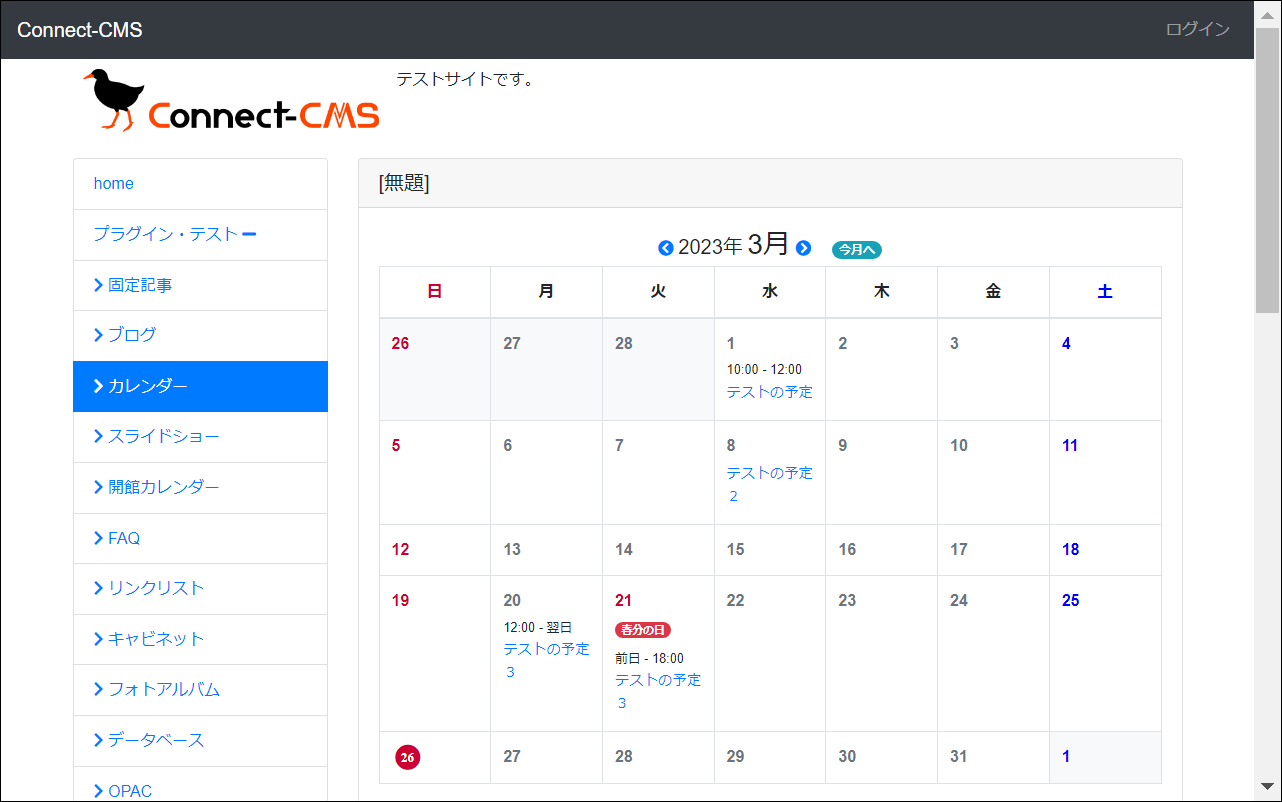 Connect-CMS
ログイン
Connect-CMS
テストサイトです。
home
プラグイン・テスト
固定記事
ブログ
カレンダー
スライドショー
開館カレンダー
FAQ
リンクリスト
キャビネット
フォトアルバム
データベース
OPAC
[無題]
2023年 3月 今月へ
日 月 火 水 木 金 土
26 27 28 1 2 3 4
10:00 - 12:00
テストの予定
5 6 7 8 9 10 11
テストの予定
2
12 13 14 15 16 17 18
19 20 21 22 23 24 25
12:00 - 翌日
テストの予定
3
春分の日
前日 - 18:00
テストの予定
3
26 27 28 29 30 31 1